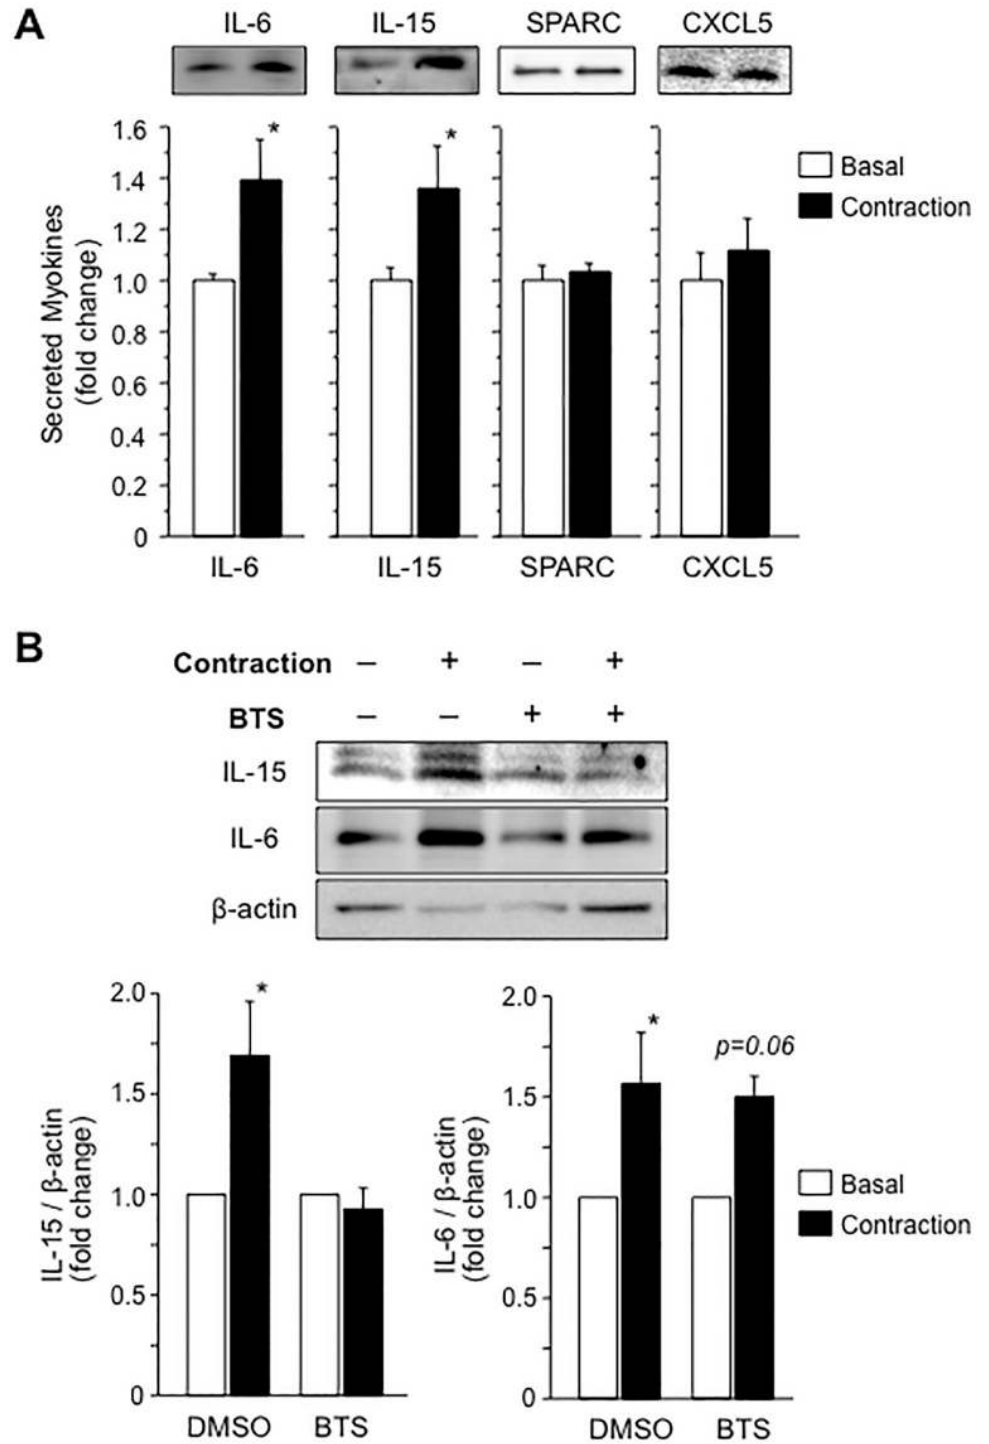 A
IL-6 IL-15 SPARC CXCL5
1.6
1.4
1.2
1.0
0.8
0.6
0.4
0.2
0
Secreted Myokines
(fold change)
* *
Basal
Contraction
IL-6 IL-15 SPARC CXCL5
B
Contraction – + – +
BTS – – + +
IL-15
IL-6
β-actin
2.0
1.5
1.0
0.5
0
IL-15 / β-actin
(fold change)
*
DMSO BTS
2.0
1.5
1.0
0.5
0
IL-6 / β-actin
(fold change)
*
p=0.06
DMSO BTS
Basal
Contraction